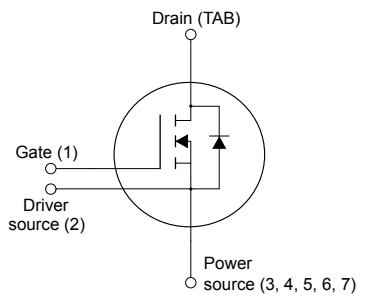 Drain (TAB)
Gate (1)
Driver
source (2)
Power
source (3, 4, 5, 6, 7)